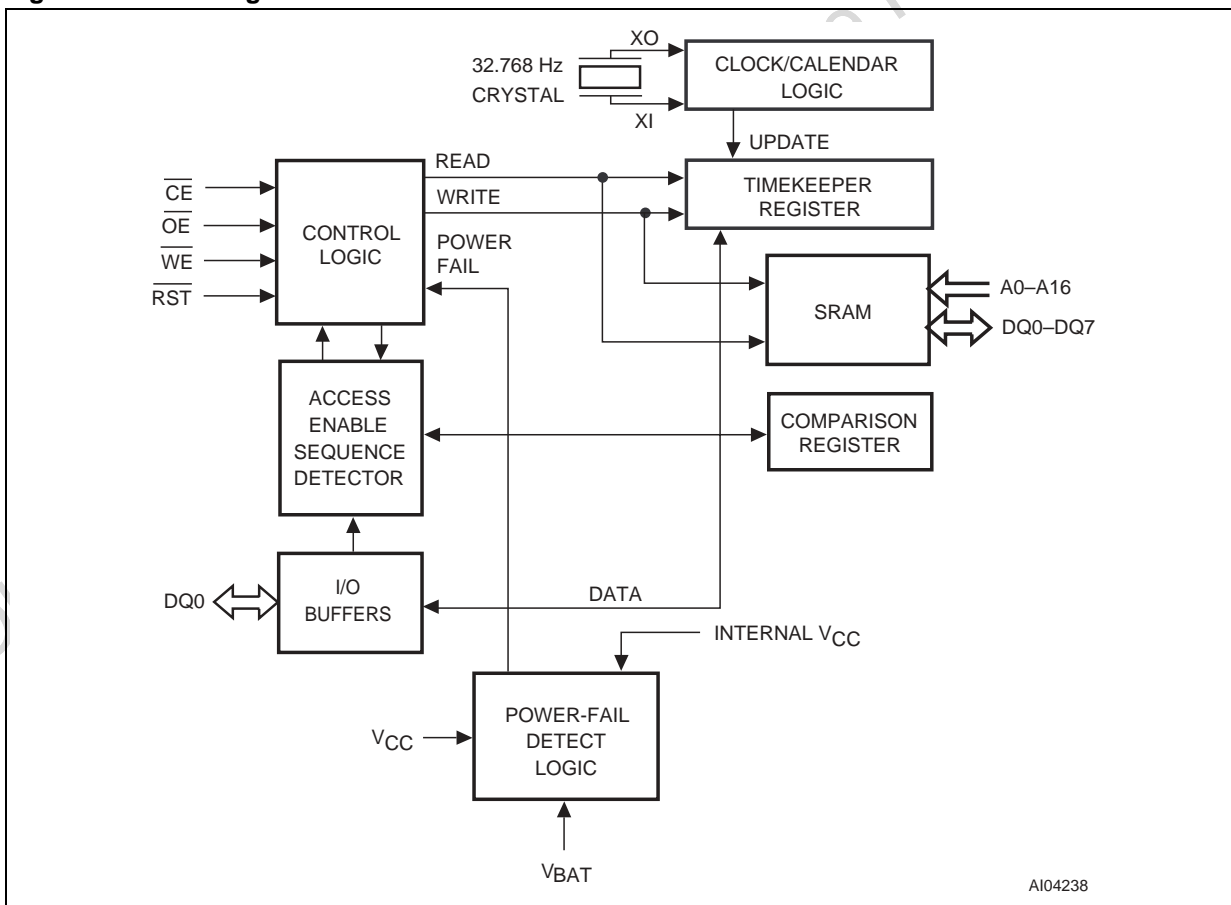 XO
32.768 Hz
CRYSTAL
XI
CLOCK/CALENDAR
LOGIC
UPDATE
READ
WRITE
POWER
FAIL
TIMEKEEPER
REGISTER
CE
OE
WE
RST
CONTROL
LOGIC
SRAM
A0–A16
DQ0–DQ7
ACCESS
ENABLE
SEQUENCE
DETECTOR
COMPARISON
REGISTER
DQ0
I/O
BUFFERS
DATA
INTERNAL VCC
VCC
POWER-FAIL
DETECT
LOGIC
VBAT
AI04238